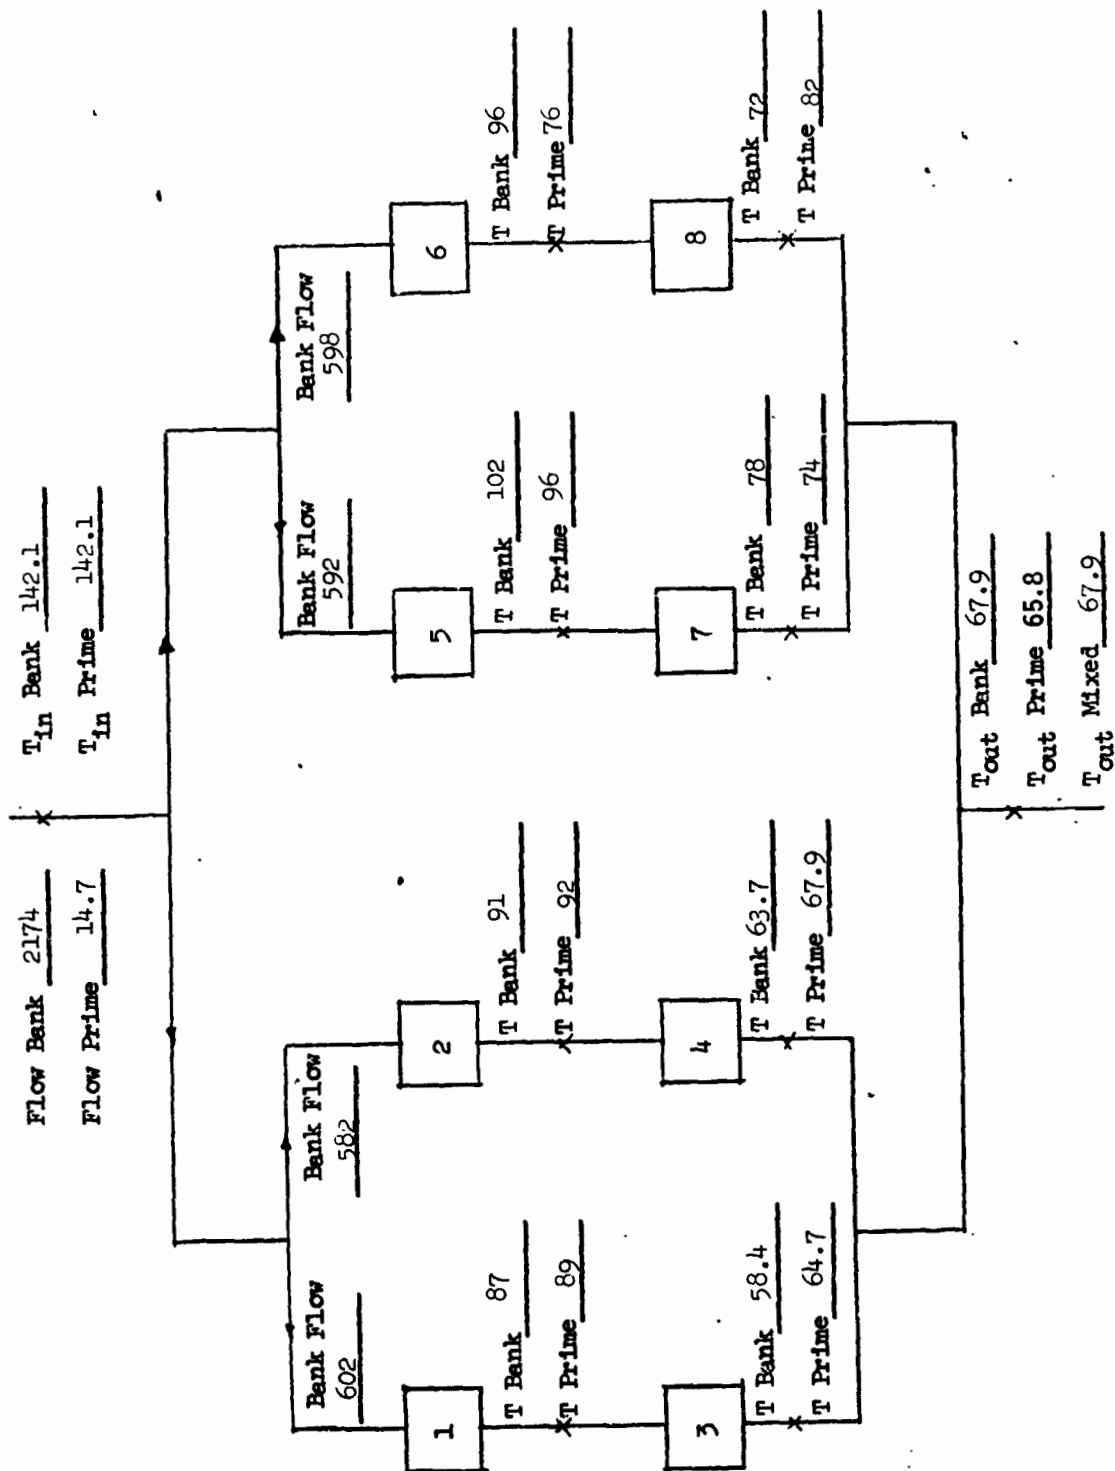 Flow Bank 2174
Flow Prime 14.7
T in Bank 142.1
T in Prime 142.1
Bank Flow
602
Bank Flow
582
Bank Flow
592
Bank Flow
598
1
2
5
6
T Bank 87
T Prime 89
T Bank 91
T Prime 92
T Bank 102
T Prime 96
T Bank 96
T Prime 76
3
4
7
8
T Bank 58.4
T Prime 64.7
T Bank 63.7
T Prime 67.9
T Bank 78
T Prime 74
T Bank 72
T Prime 82
T out Bank 67.9
T out Prime 65.8
T out Mixed 67.9